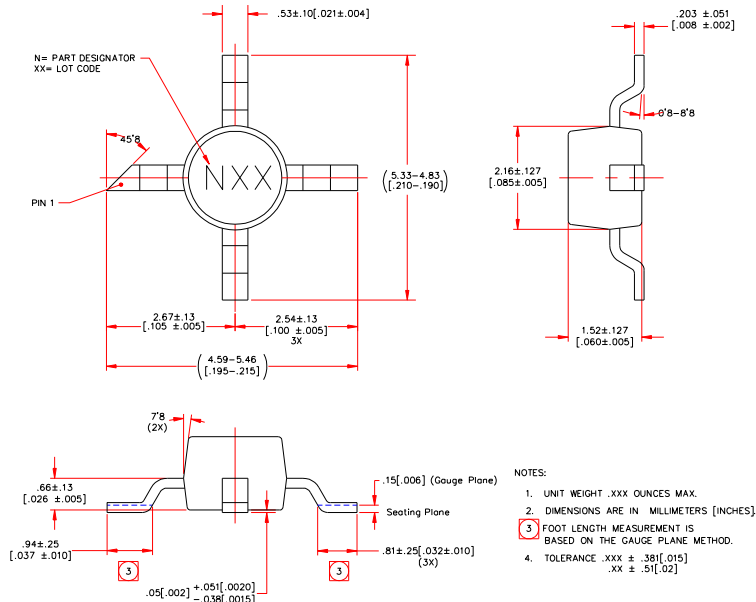 .53±.10[.021±.004]
.203 ±.051
[.008 ±.002]
N= PART DESIGNATOR
XX= LOT CODE
45°8
0°8-8°8
NXX
(5.33-4.83
[.210-.190])
2.16±.127
[.085±.005]
PIN 1
2.67±.13
[.105 ±.005]
2.54±.13
[.100 ±.005]
3X
1.52±.127
[.060±.005]
(4.59-5.46
[.195-.215])
7°8
(2X)
.66±.13
[.026 ±.005]
.15[.006] (Gauge Plane)
Seating Plane
.94±.25
[.037 ±.010]
.81±.25[.032±.010]
(3X)
3
3
.05[.002] +.051[.0020]
-.038[.0015]
NOTES:
1. UNIT WEIGHT .XXX OUNCES MAX.
2. DIMENSIONS ARE IN MILLIMETERS [INCHES].
3 FOOT LENGTH MEASUREMENT IS
BASED ON THE GAUGE PLANE METHOD.
4. TOLERANCE .XXX ± .381[.015]
.XX ± .51[.02]